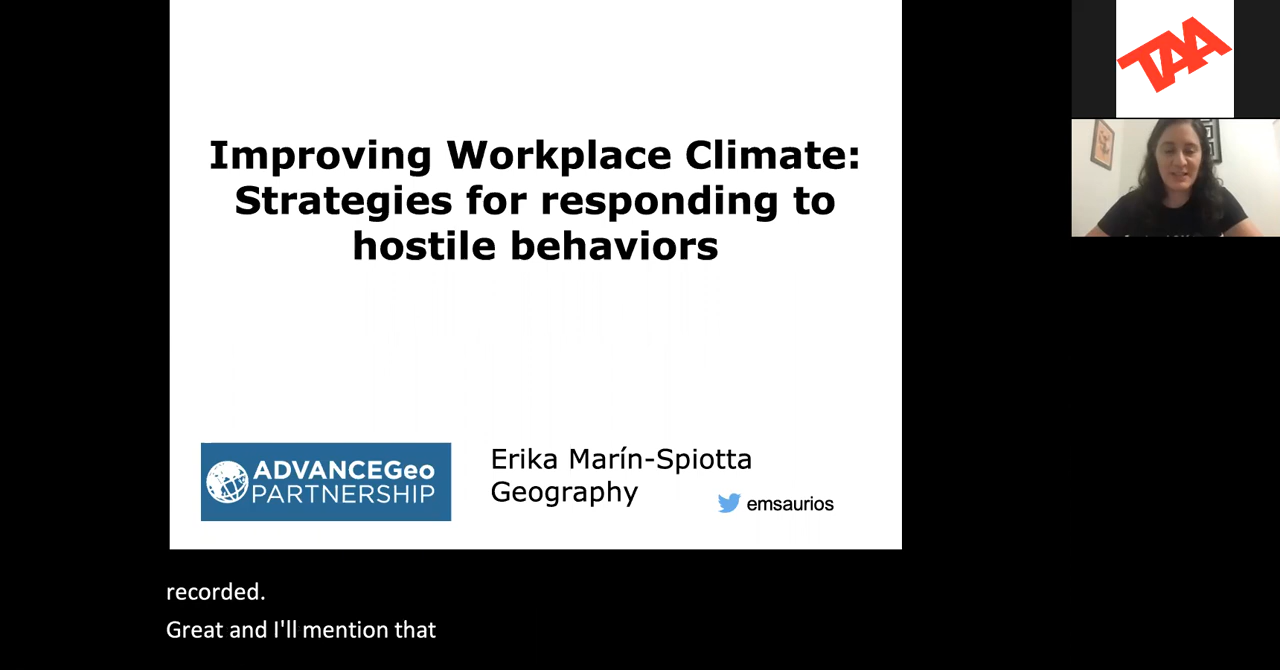 Improving Workplace Climate:
Strategies for responding to
hostile behaviors
ADVANCEGeo
PARTNERSHIP
Erika Marín-Spiotta
Geography
emsaurios
TAA
recorded.
Great and I'll mention that